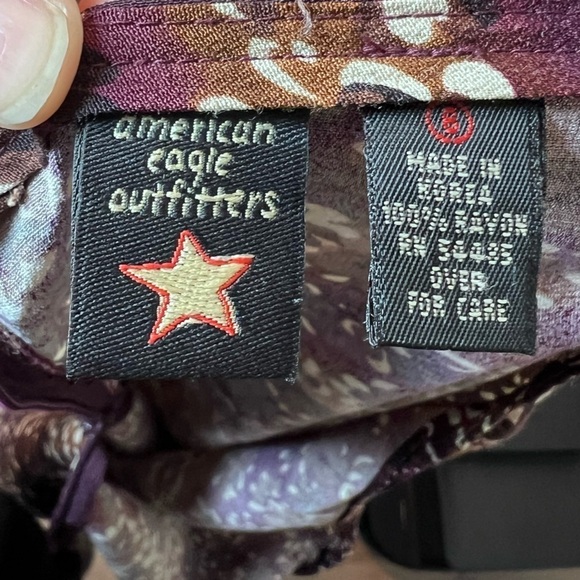 american
eagle
outfitters
MADE IN
KOREA
100% RAYON
RN 54485
OVER
FOR CARE